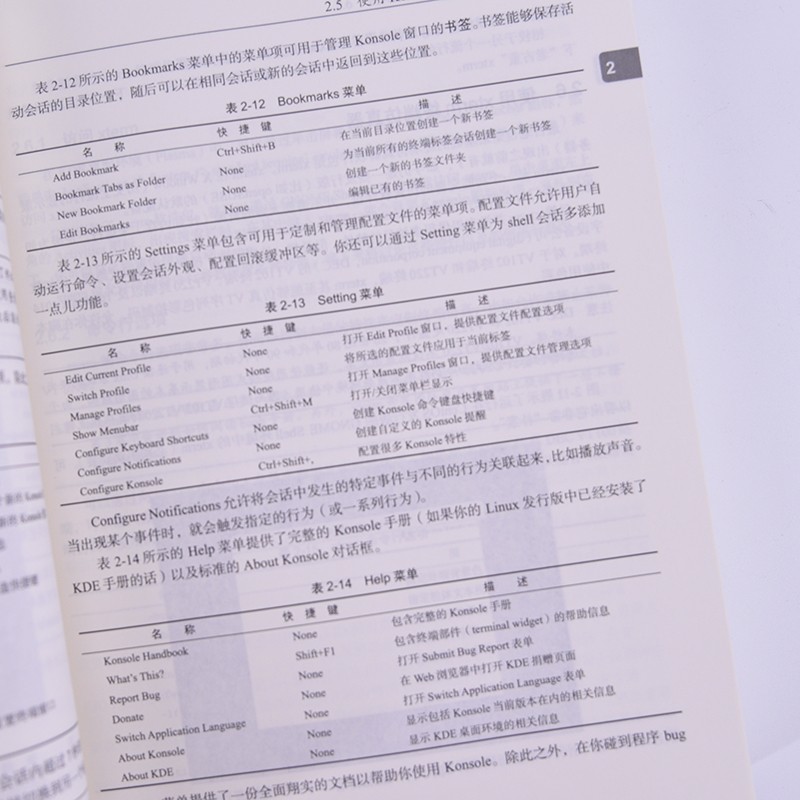 2.5 使用
2
表 2-12 所示的 Bookmarks 菜单中的菜单项可用于管理 Konsole 窗口的书签。书签能够保存活
动会话的目录位置，随后可以在相同会话或新的会话中返回到这些位置。
表 2-12 Bookmarks 菜单
名 称 快 捷 键 描 述
Add Bookmark Ctrl+Shift+B 在当前目录位置创建一个新书签
Bookmark Tabs as Folder None 为当前所有的终端标签会话创建一个新书签
New Bookmark Folder None 创建一个新的书签文件夹
Edit Bookmarks None 编辑已有的书签
表 2-13 所示的 Settings 菜单包含可用于定制和管理配置文件的菜单项。配置文件允许用户自
动运行命令、设置会话外观、配置回滚缓冲区等。你还可以通过 Setting 菜单为 shell 会话多添加
一点儿功能。
表 2-13 Setting 菜单
名 称 快 捷 键 描 述
Edit Current Profile None 打开 Edit Profile 窗口，提供配置文件配置选项
Switch Profile None 将所选的配置文件应用于当前标签
Manage Profiles None 打开 Manage Profiles 窗口，提供配置文件管理选项
Show Menubar Ctrl+Shift+M 打开/关闭菜单栏显示
Configure Keyboard Shortcuts None 创建 Konsole 命令键盘快捷键
Configure Notifications None 创建自定义的 Konsole 提醒
Configure Konsole Ctrl+Shift+, 配置很多 Konsole 特性
Configure Notifications 允许将会话中发生的特定事件与不同的行为关联起来，比如播放声音。
当出现某个事件时，就会触发指定的行为（或一系列行为）。
表 2-14 所示的 Help 菜单提供了完整的 Konsole 手册（如果你的 Linux 发行版中已经安装了
KDE 手册的话）以及标准的 About Konsole 对话框。
表 2-14 Help 菜单
名 称 快 捷 键 描 述
Konsole Handbook None 包含完整的 Konsole 手册
What's This? Shift+F1 包含终端部件（terminal widget）的帮助信息
Report Bug None 打开 Submit Bug Report 表单
Donate None 在 Web 浏览器中打开 KDE 捐赠页面
Switch Application Language None 打开 Switch Application Language 表单
About Konsole None 显示包括 Konsole 当前版本在内的相关信息
About KDE None 显示 KDE 桌面环境的相关信息
菜单提供了一份全面翔实的文档以帮助你使用 Konsole。除此之外，在你碰到程序 bug